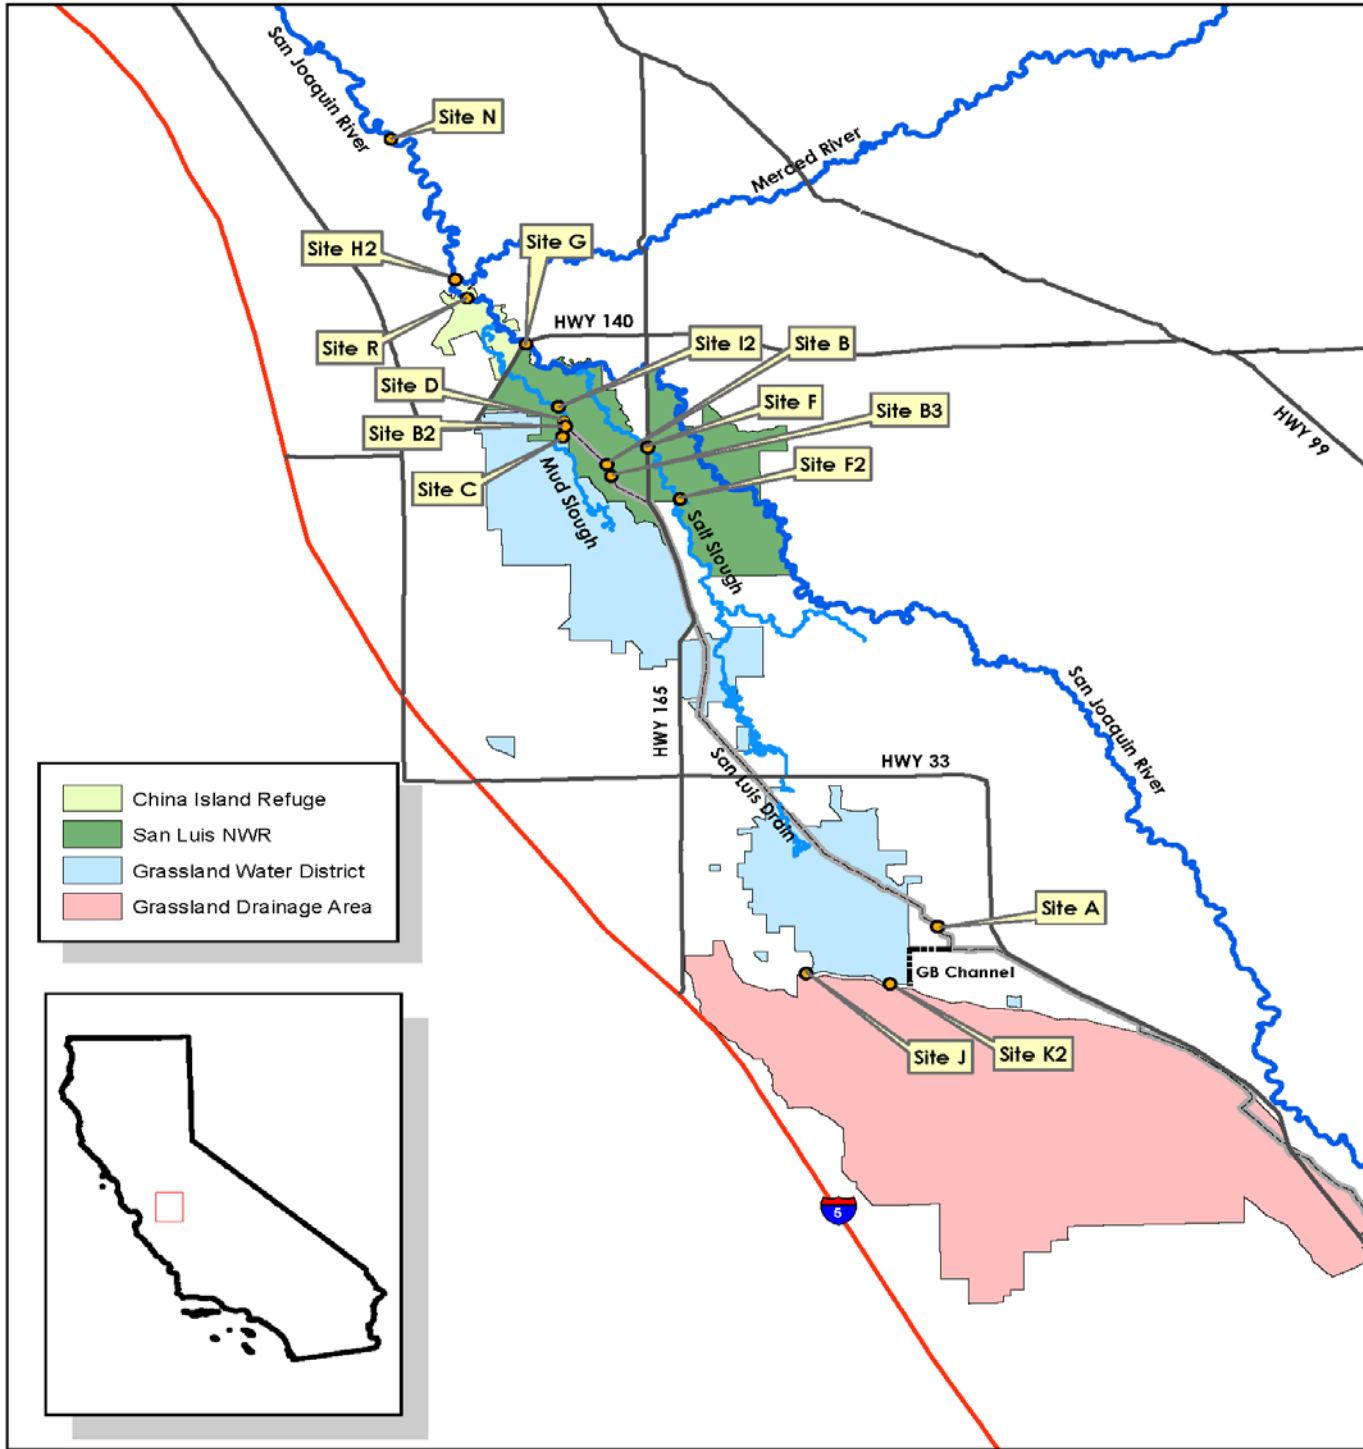 San Joaquin River
Site N
Merced River
Site H2
Site G
HWY 140
Site R
Site I2
Site B
Site D
Site F
Site B3
Site B2
HWY 99
Site F2
Site C
Mud Slough
Salt Slough
San Joaquin River
HWY 165
HWY 33
San Luis Drain
China Island Refuge
San Luis NWR
Grassland Water District
Grassland Drainage Area
Site A
GB Channel
Site J
Site K2
5